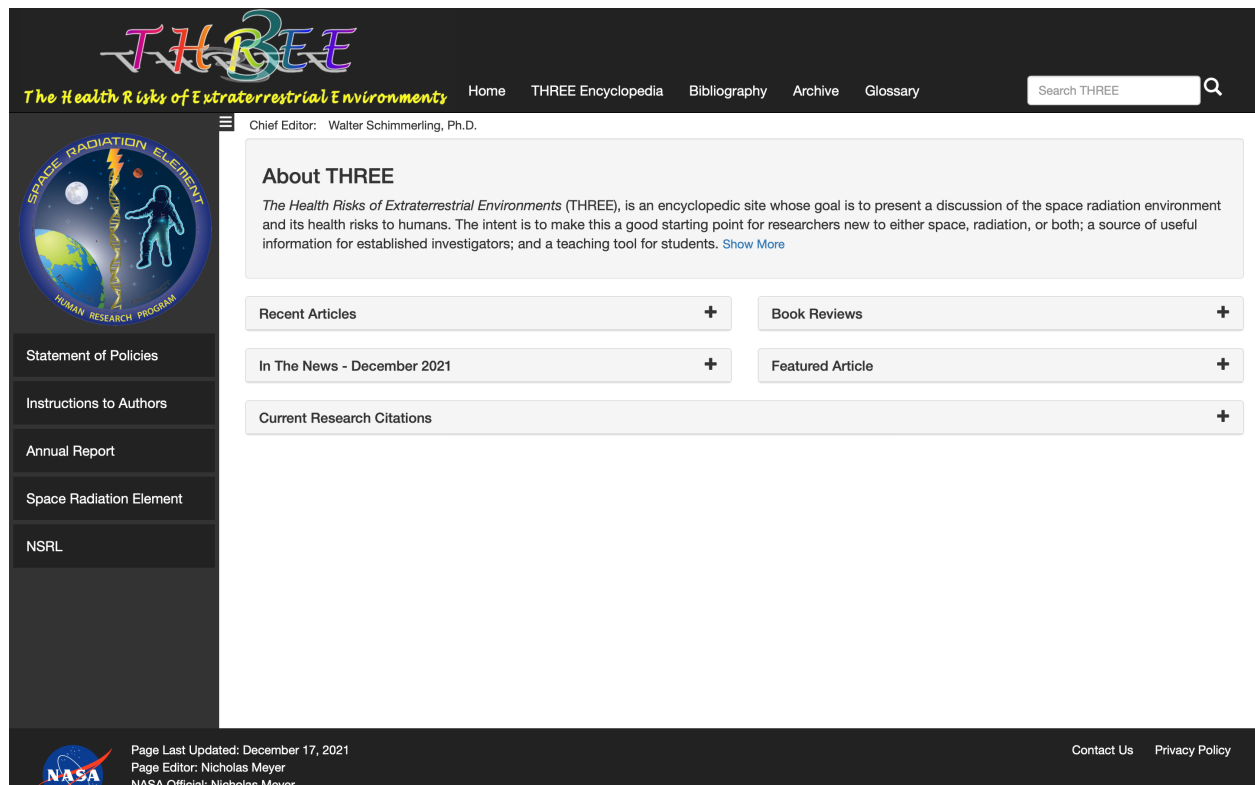 THREE
3
The Health Risks of Extraterrestrial Environments
Home THREE Encyclopedia Bibliography Archive Glossary
Search THREE
SPACE RADIATION ELEMENT
HUMAN RESEARCH PROGRAM
Statement of Policies
Instructions to Authors
Annual Report
Space Radiation Element
NSRL
Chief Editor: Walter Schimmerling, Ph.D.
About THREE
The Health Risks of Extraterrestrial Environments (THREE), is an encyclopedic site whose goal is to present a discussion of the space radiation environment
and its health risks to humans. The intent is to make this a good starting point for researchers new to either space, radiation, or both; a source of useful
information for established investigators; and a teaching tool for students. Show More
Recent Articles
Book Reviews
In The News - December 2021
Featured Article
Current Research Citations
NASA
Page Last Updated: December 17, 2021
Page Editor: Nicholas Meyer
NASA Official: Nicholas Meyer
Contact Us Privacy Policy